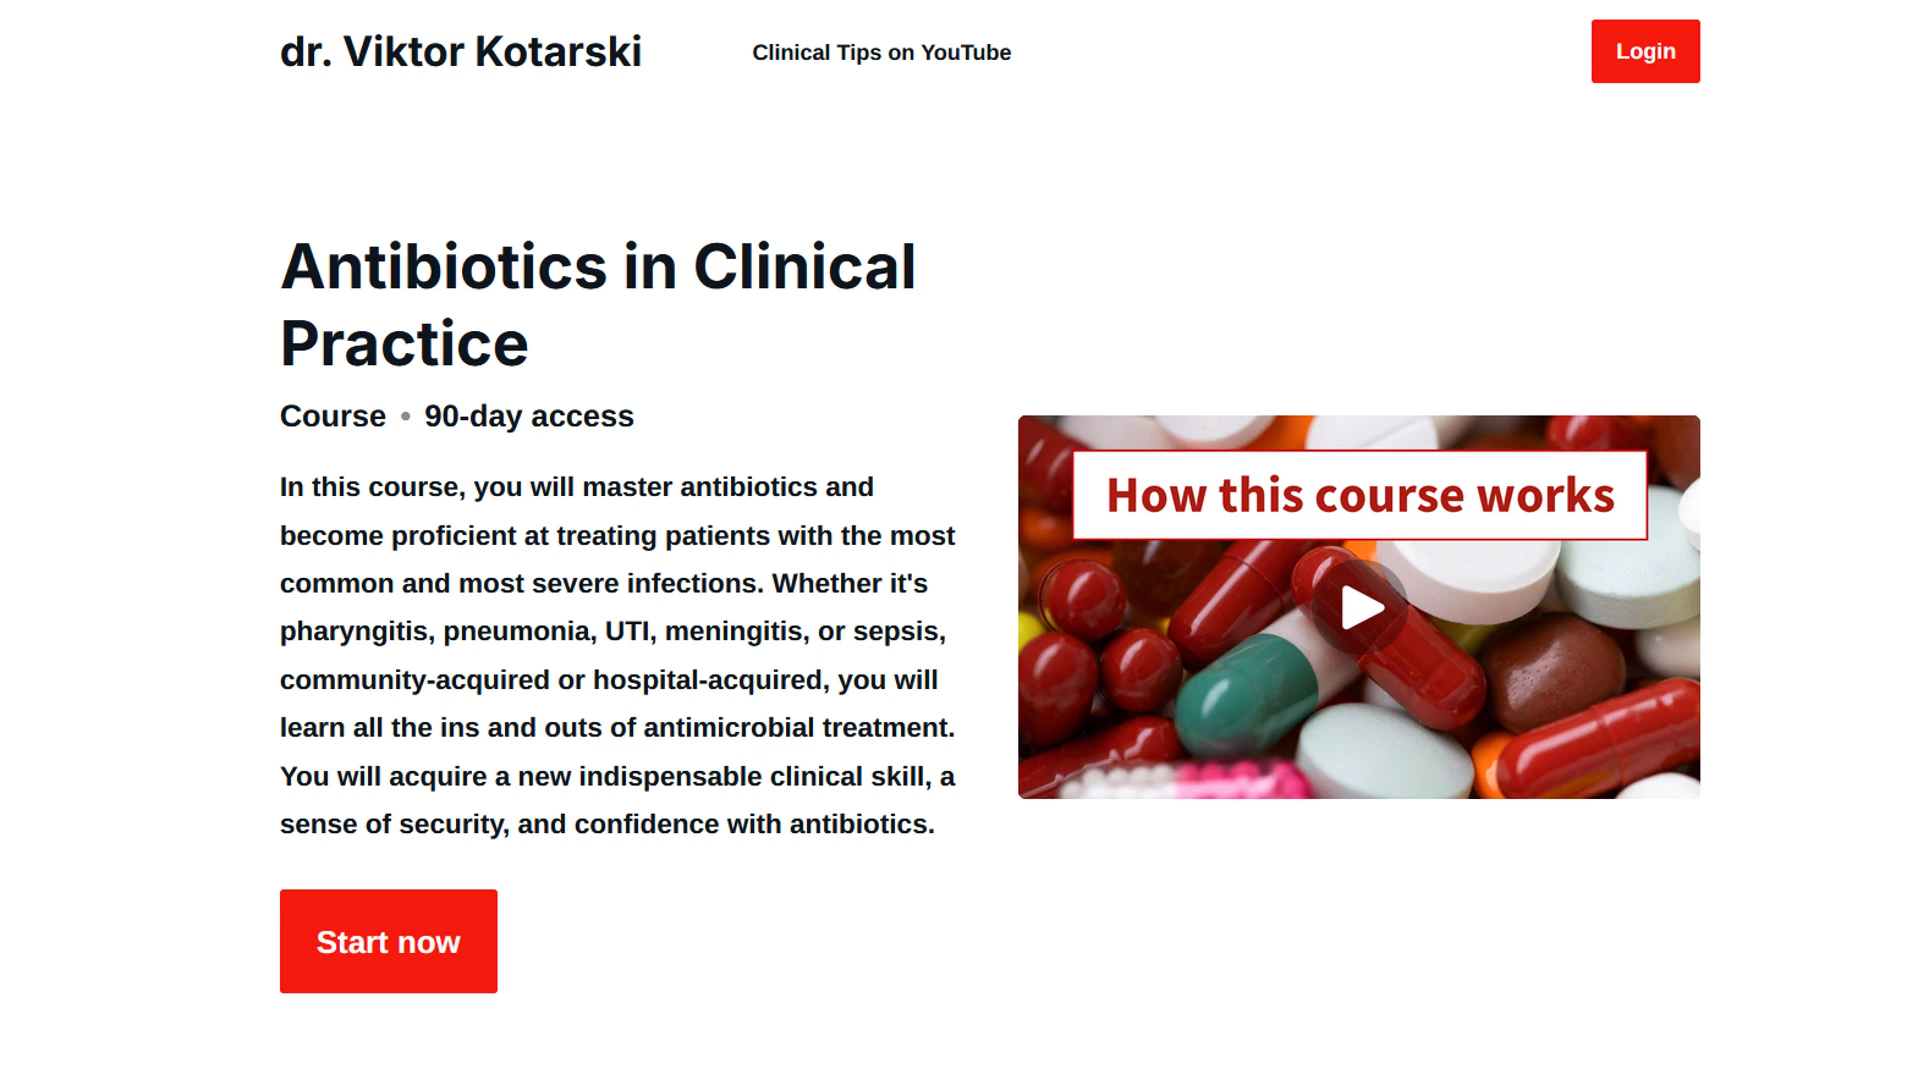 dr. Viktor Kotarski
Clinical Tips on YouTube
Login
Antibiotics in Clinical
Practice
Course • 90-day access
In this course, you will master antibiotics and
become proficient at treating patients with the most
common and most severe infections. Whether it's
pharyngitis, pneumonia, UTI, meningitis, or sepsis,
community-acquired or hospital-acquired, you will
learn all the ins and outs of antimicrobial treatment.
You will acquire a new indispensable clinical skill, a
sense of security, and confidence with antibiotics.
Start now
How this course works